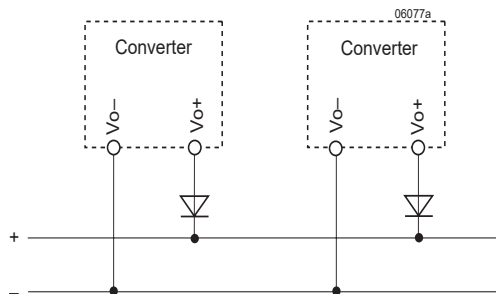 06077a
Converter
Converter
Vo–
Vo+
Vo–
Vo+
+
–